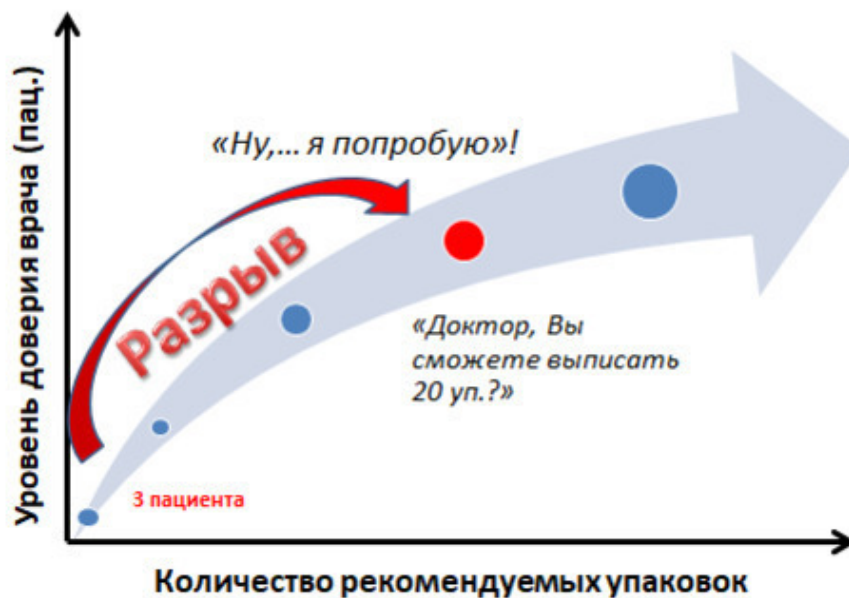 Уровень доверия врача (пац.)
«Ну,... я попробую»!
Разрыв
«Доктор, Вы
сможете выписать
20 уп.?»
3 пациента
Количество рекомендуемых упаковок